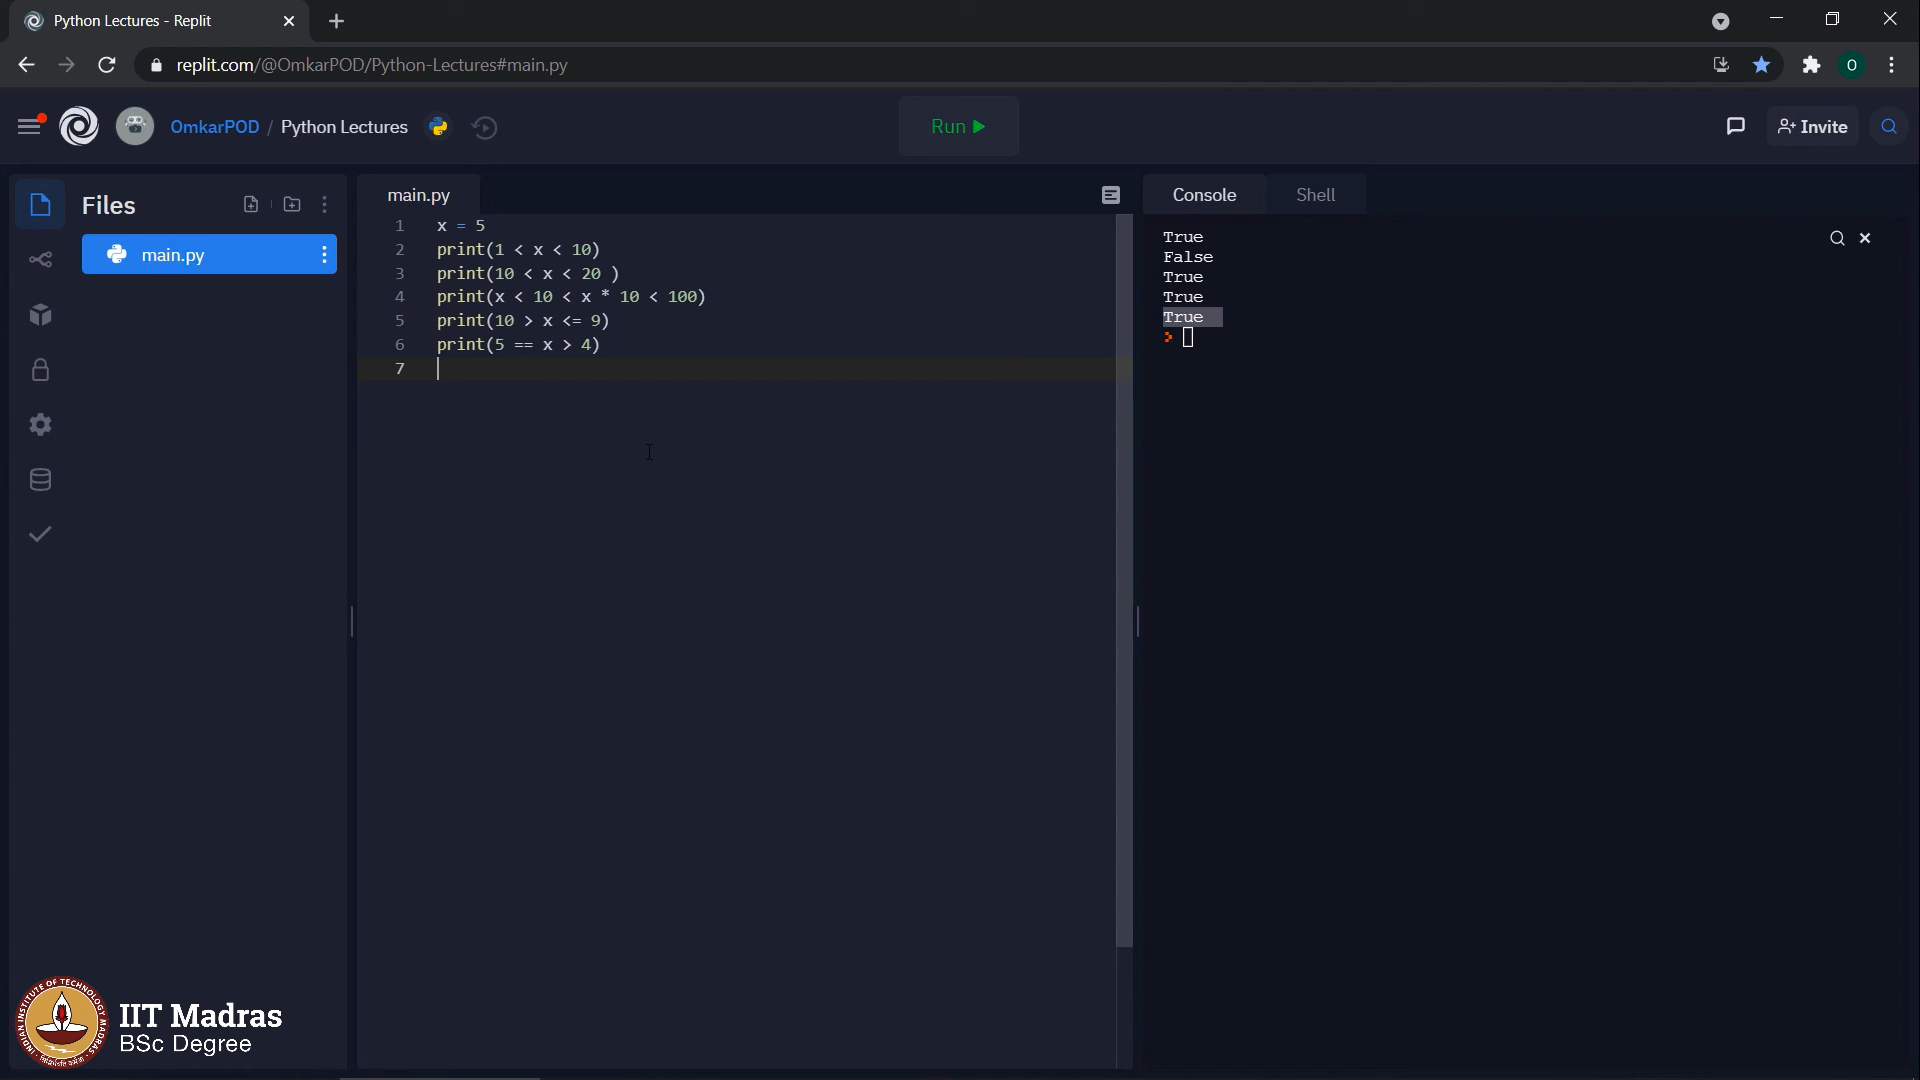 Python Lectures - Replit
replit.com/@OmkarPOD/Python-Lectures#main.py
O
OmkarPOD / Python Lectures
Run
Invite
Files
main.py
main.py
1 x = 5
2 print(1 < x < 10)
3 print(10 < x < 20 )
4 print(x < 10 < x * 10 < 100)
5 print(10 > x <= 9)
6 print(5 == x > 4)
7
Console Shell
True
False
True
True
True
IIT Madras
BSc Degree